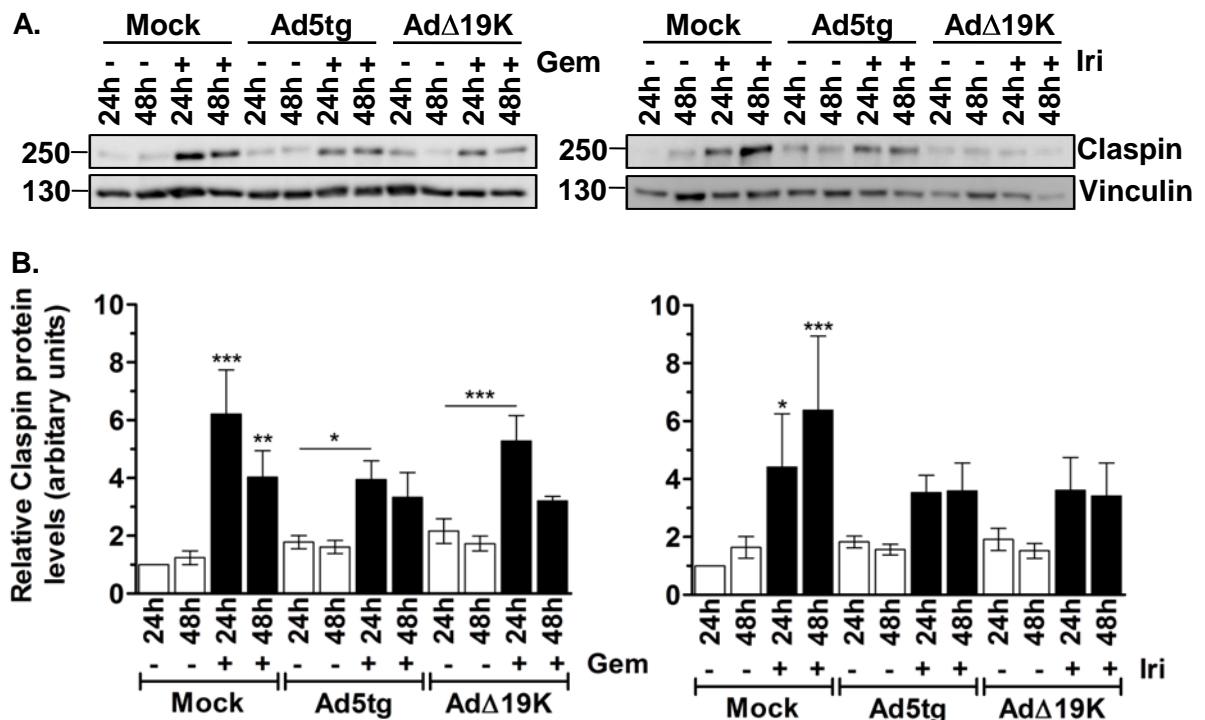 A.
Mock Ad5tg AdΔ19K
- - + + - - + + - - + + Gem
24h 48h 24h 48h 24h 48h 24h 48h 24h 48h 24h 48h
250
130
Mock Ad5tg AdΔ19K
- - + + - - + + - - + + Iri
24h 48h 24h 48h 24h 48h 24h 48h 24h 48h 24h 48h
250 Claspin
130 Vinculin
B.
Relative Claspin protein
levels (arbitary units)
10
8
6
4
2
0
*** ** * ***
24h 48h 24h 48h 24h 48h 24h 48h 24h 48h 24h 48h
- - + + - - + + - - + + Gem
Mock Ad5tg AdΔ19K
10
8
6
4
2
0
* ***
24h 48h 24h 48h 24h 48h 24h 48h 24h 48h 24h 48h
- - + + - - + + - - + + Iri
Mock Ad5tg AdΔ19K